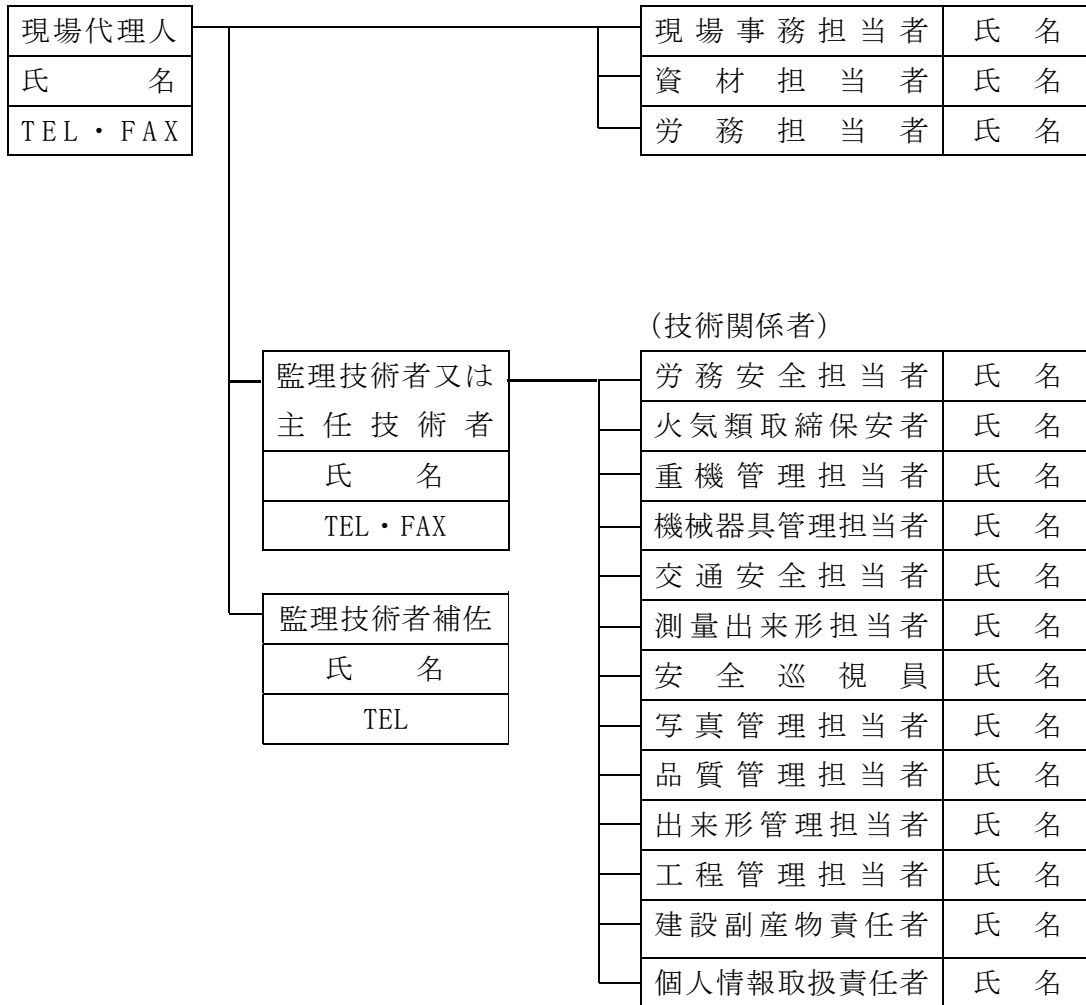 現場代理人
氏名
TEL・FAX
現場事務担当者 氏名
資材担当者 氏名
労務担当者 氏名
(技術関係者)
監理技術者又は
主任技術者
氏名
TEL・FAX
監理技術者補佐
氏名
TEL
労務安全担当者 氏名
火気類取締保安者 氏名
重機管理担当者 氏名
機械器具管理担当者 氏名
交通安全担当者 氏名
測量出来形担当者 氏名
安全巡視員 氏名
写真管理担当者 氏名
品質管理担当者 氏名
出来形管理担当者 氏名
工程管理担当者 氏名
建設副産物責任者 氏名
個人情報取扱責任者 氏名